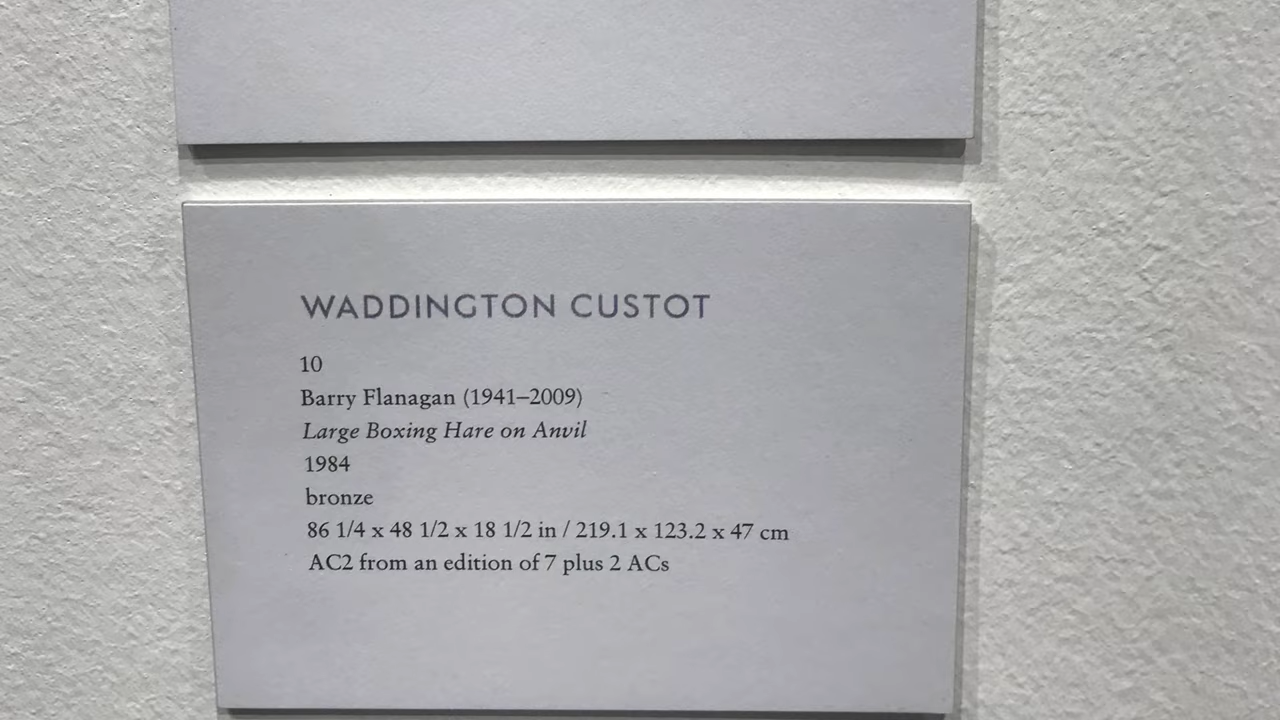 WADDINGTON CUSTOT
10
Barry Flanagan (1941–2009)
Large Boxing Hare on Anvil
1984
bronze
86 1/4 x 48 1/2 x 18 1/2 in / 219.1 x 123.2 x 47 cm
AC2 from an edition of 7 plus 2 ACs